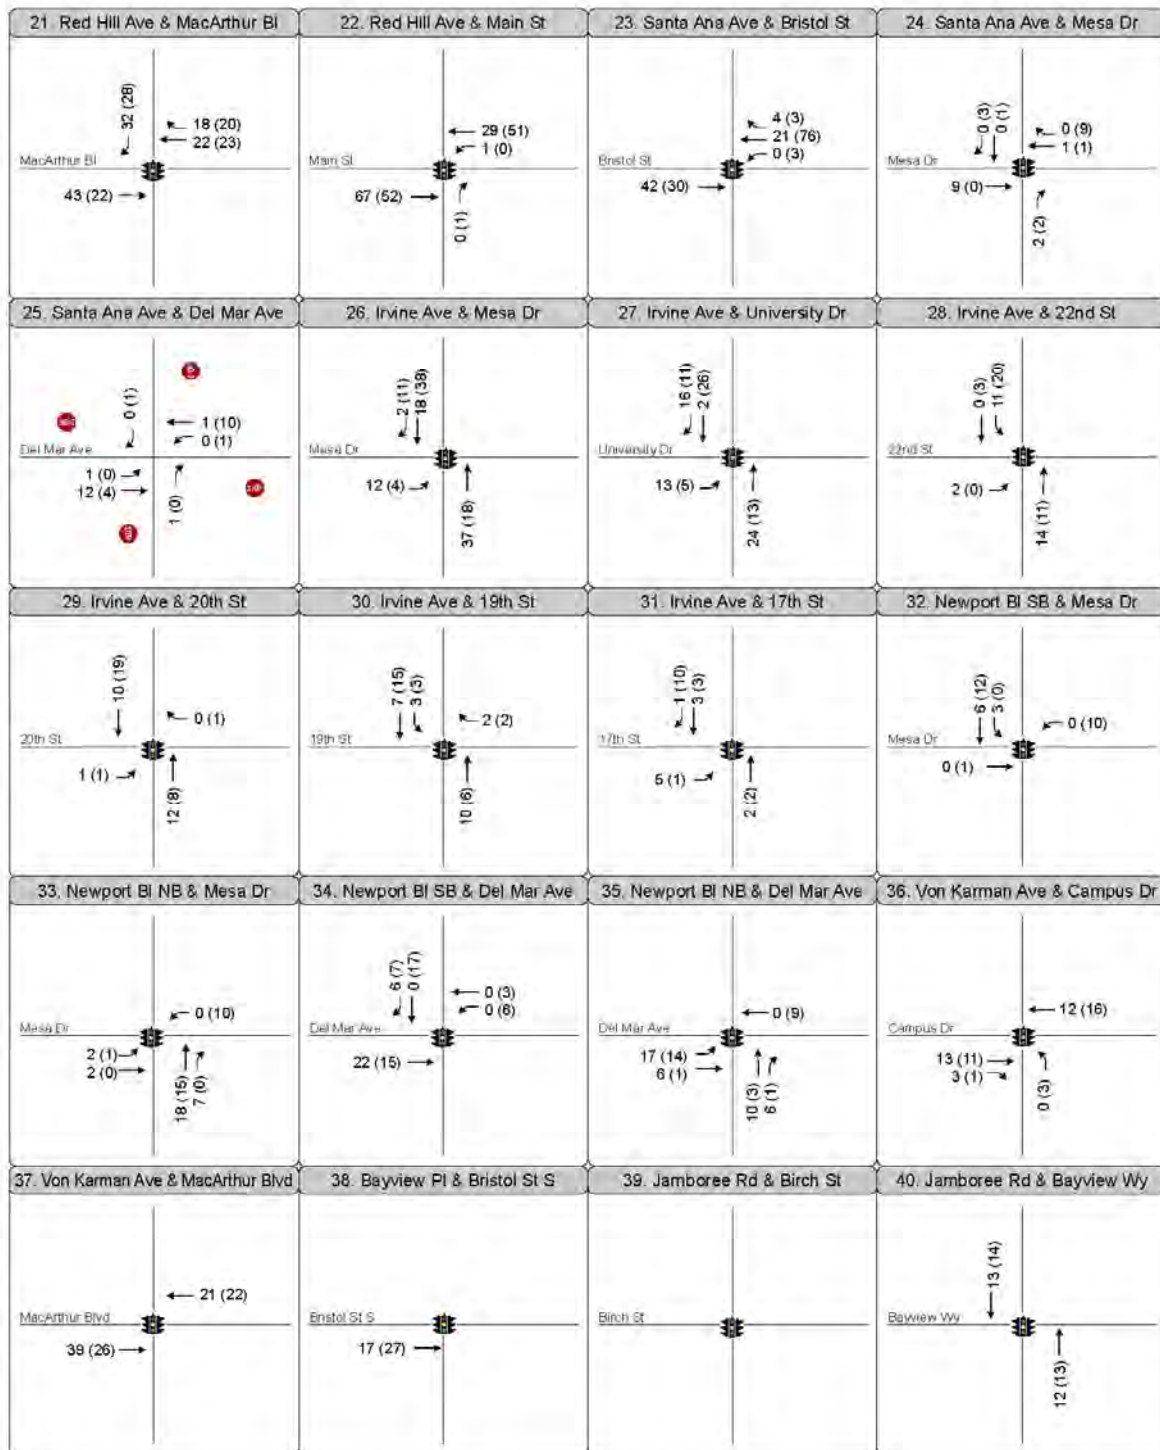 21. Red Hill Ave & MacArthur Bl
32 (28)
18 (20)
22 (23)
MacArthur Bl
43 (22)
22. Red Hill Ave & Main St
29 (51)
1 (0)
Main St
67 (52)
0 (1)
23. Santa Ana Ave & Bristol St
4 (3)
21 (76)
0 (3)
Bristol St
42 (30)
24. Santa Ana Ave & Mesa Dr
0 (3)
0 (1)
0 (9)
1 (1)
Mesa Dr
9 (0)
2 (2)
25. Santa Ana Ave & Del Mar Ave
0 (1)
1 (10)
0 (1)
Del Mar Ave
1 (0)
12 (4)
1 (0)
26. Irvine Ave & Mesa Dr
2 (11)
18 (38)
Mesa Dr
12 (4)
37 (18)
27. Irvine Ave & University Dr
16 (11)
2 (26)
University Dr
13 (5)
24 (13)
28. Irvine Ave & 22nd St
0 (3)
11 (20)
22nd St
2 (0)
14 (11)
29. Irvine Ave & 20th St
10 (19)
0 (1)
20th St
1 (1)
12 (8)
30. Irvine Ave & 19th St
7 (15)
3 (3)
2 (2)
19th St
10 (6)
31. Irvine Ave & 17th St
1 (10)
3 (3)
17th St
5 (1)
2 (2)
32. Newport Bl SB & Mesa Dr
6 (12)
3 (0)
0 (10)
Mesa Dr
0 (1)
33. Newport Bl NB & Mesa Dr
0 (10)
Mesa Dr
2 (1)
2 (0)
18 (15)
7 (0)
34. Newport Bl SB & Del Mar Ave
6 (7)
0 (17)
0 (3)
0 (6)
Del Mar Ave
22 (15)
35. Newport Bl NB & Del Mar Ave
0 (9)
Del Mar Ave
17 (14)
6 (1)
10 (3)
6 (1)
36. Von Karman Ave & Campus Dr
12 (16)
Campus Dr
13 (11)
3 (1)
0 (3)
37. Von Karman Ave & MacArthur Blvd
21 (22)
MacArthur Blvd
39 (26)
38. Bayview Pl & Bristol St S
Bristol St S
17 (27)
39. Jamboree Rd & Birch St
Birch St
40. Jamboree Rd & Bayview Wy
13 (14)
Bayview Wy
12 (13)